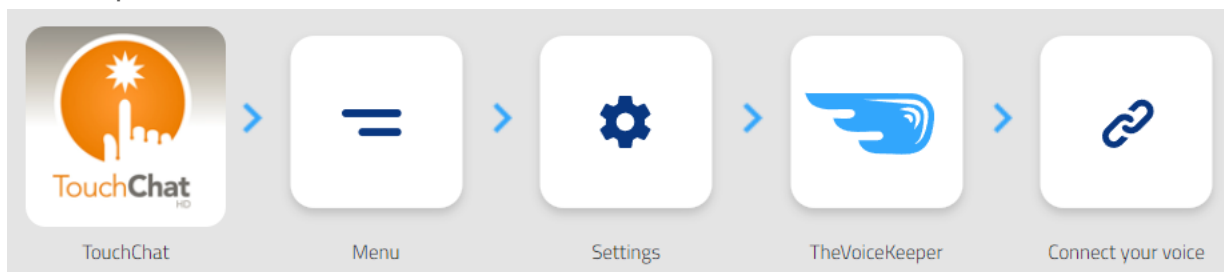 TouchChat
HD
TouchChat
Menu
Settings
TheVoiceKeeper
Connect your voice